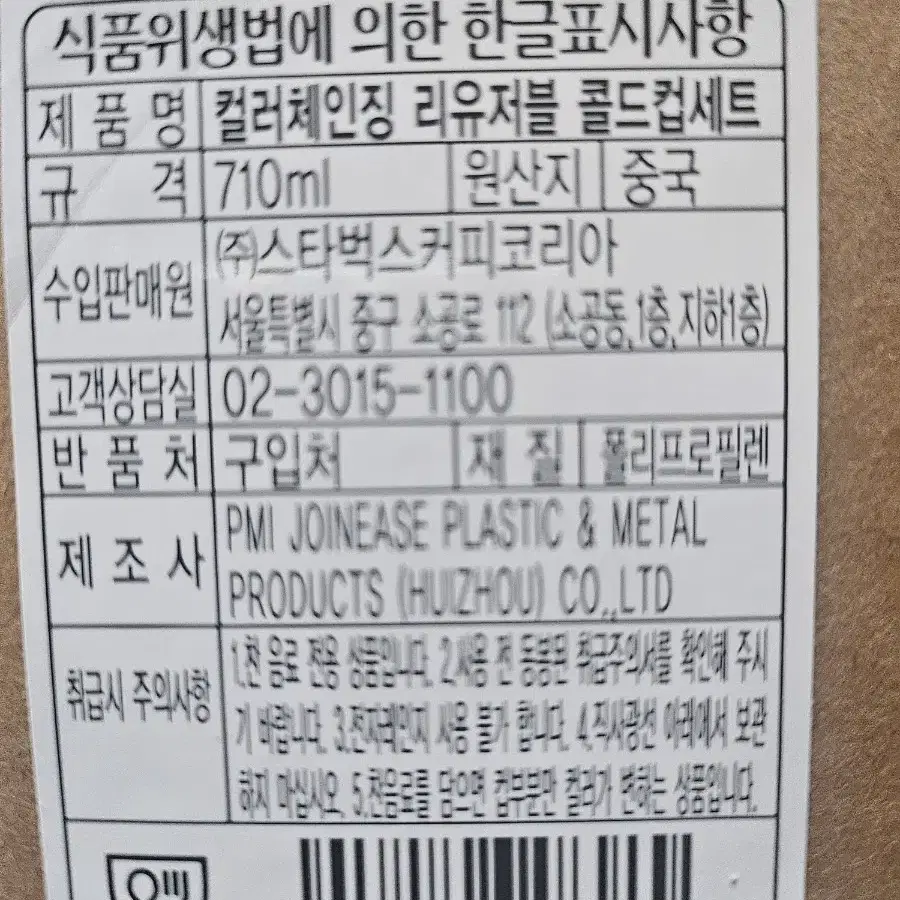 식품위생법에 의한 한글표시사항
제품명 컬러체인징 리유저블 콜드컵세트
규격 710ml 원산지 중국
수입판매원 ㈜스타벅스커피코리아
서울특별시 중구 소공로 112 (소공동,1층,지하1층)
고객상담실 02-3015-1100
반품처 구입처 재질 폴리프로필렌
제조사 PMI JOINEASE PLASTIC & METAL
PRODUCTS (HUIZHOU) CO.,LTD
취급시 주의사항 1.찬 음료 전용 상품입니다. 2.사용 전 동봉된 취급주의서를 확인해 주시
기 바랍니다. 3.전자레인지 사용 불가 합니다. 4.직사광선 아래에서 보관
하지 마십시오. 5.찬음료를 담으면 컵부분만 컬러가 변하는 상품입니다.